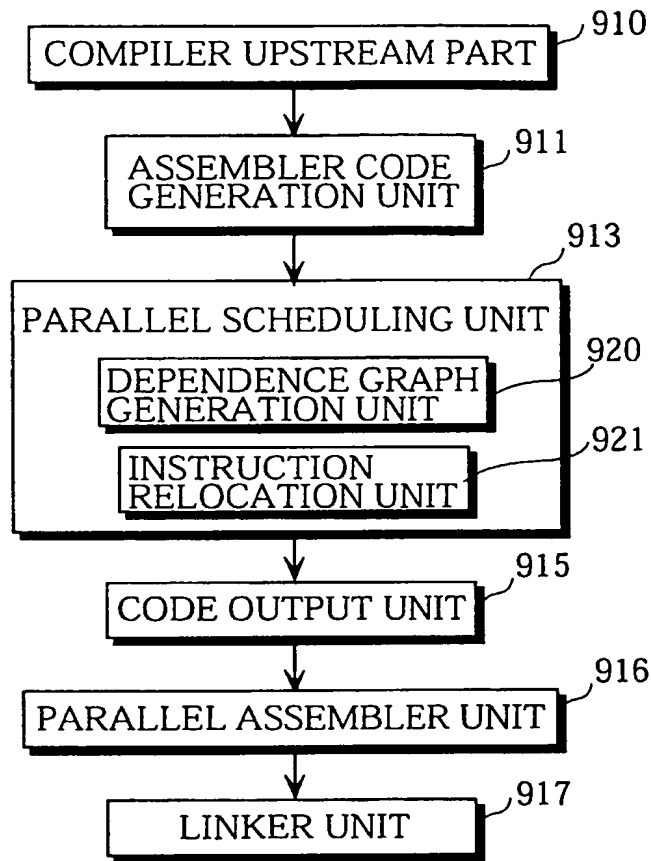 910
COMPILER UPSTREAM PART
911
ASSEMBLER CODE
GENERATION UNIT
913
PARALLEL SCHEDULING UNIT
920
DEPENDENCE GRAPH
GENERATION UNIT
921
INSTRUCTION
RELOCATION UNIT
915
CODE OUTPUT UNIT
916
PARALLEL ASSEMBLER UNIT
917
LINKER UNIT